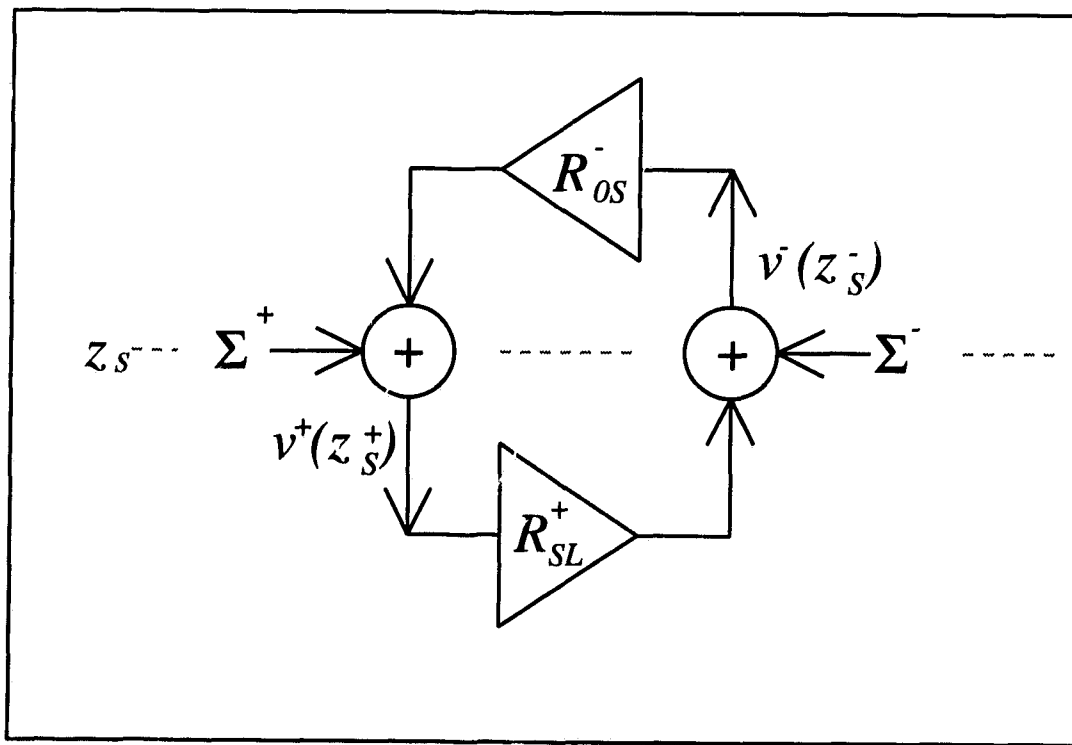 R⁻₀S
v⁻(z⁻S)
zS Σ⁺ + + Σ⁻
v⁺(z⁺S)
R⁺SL